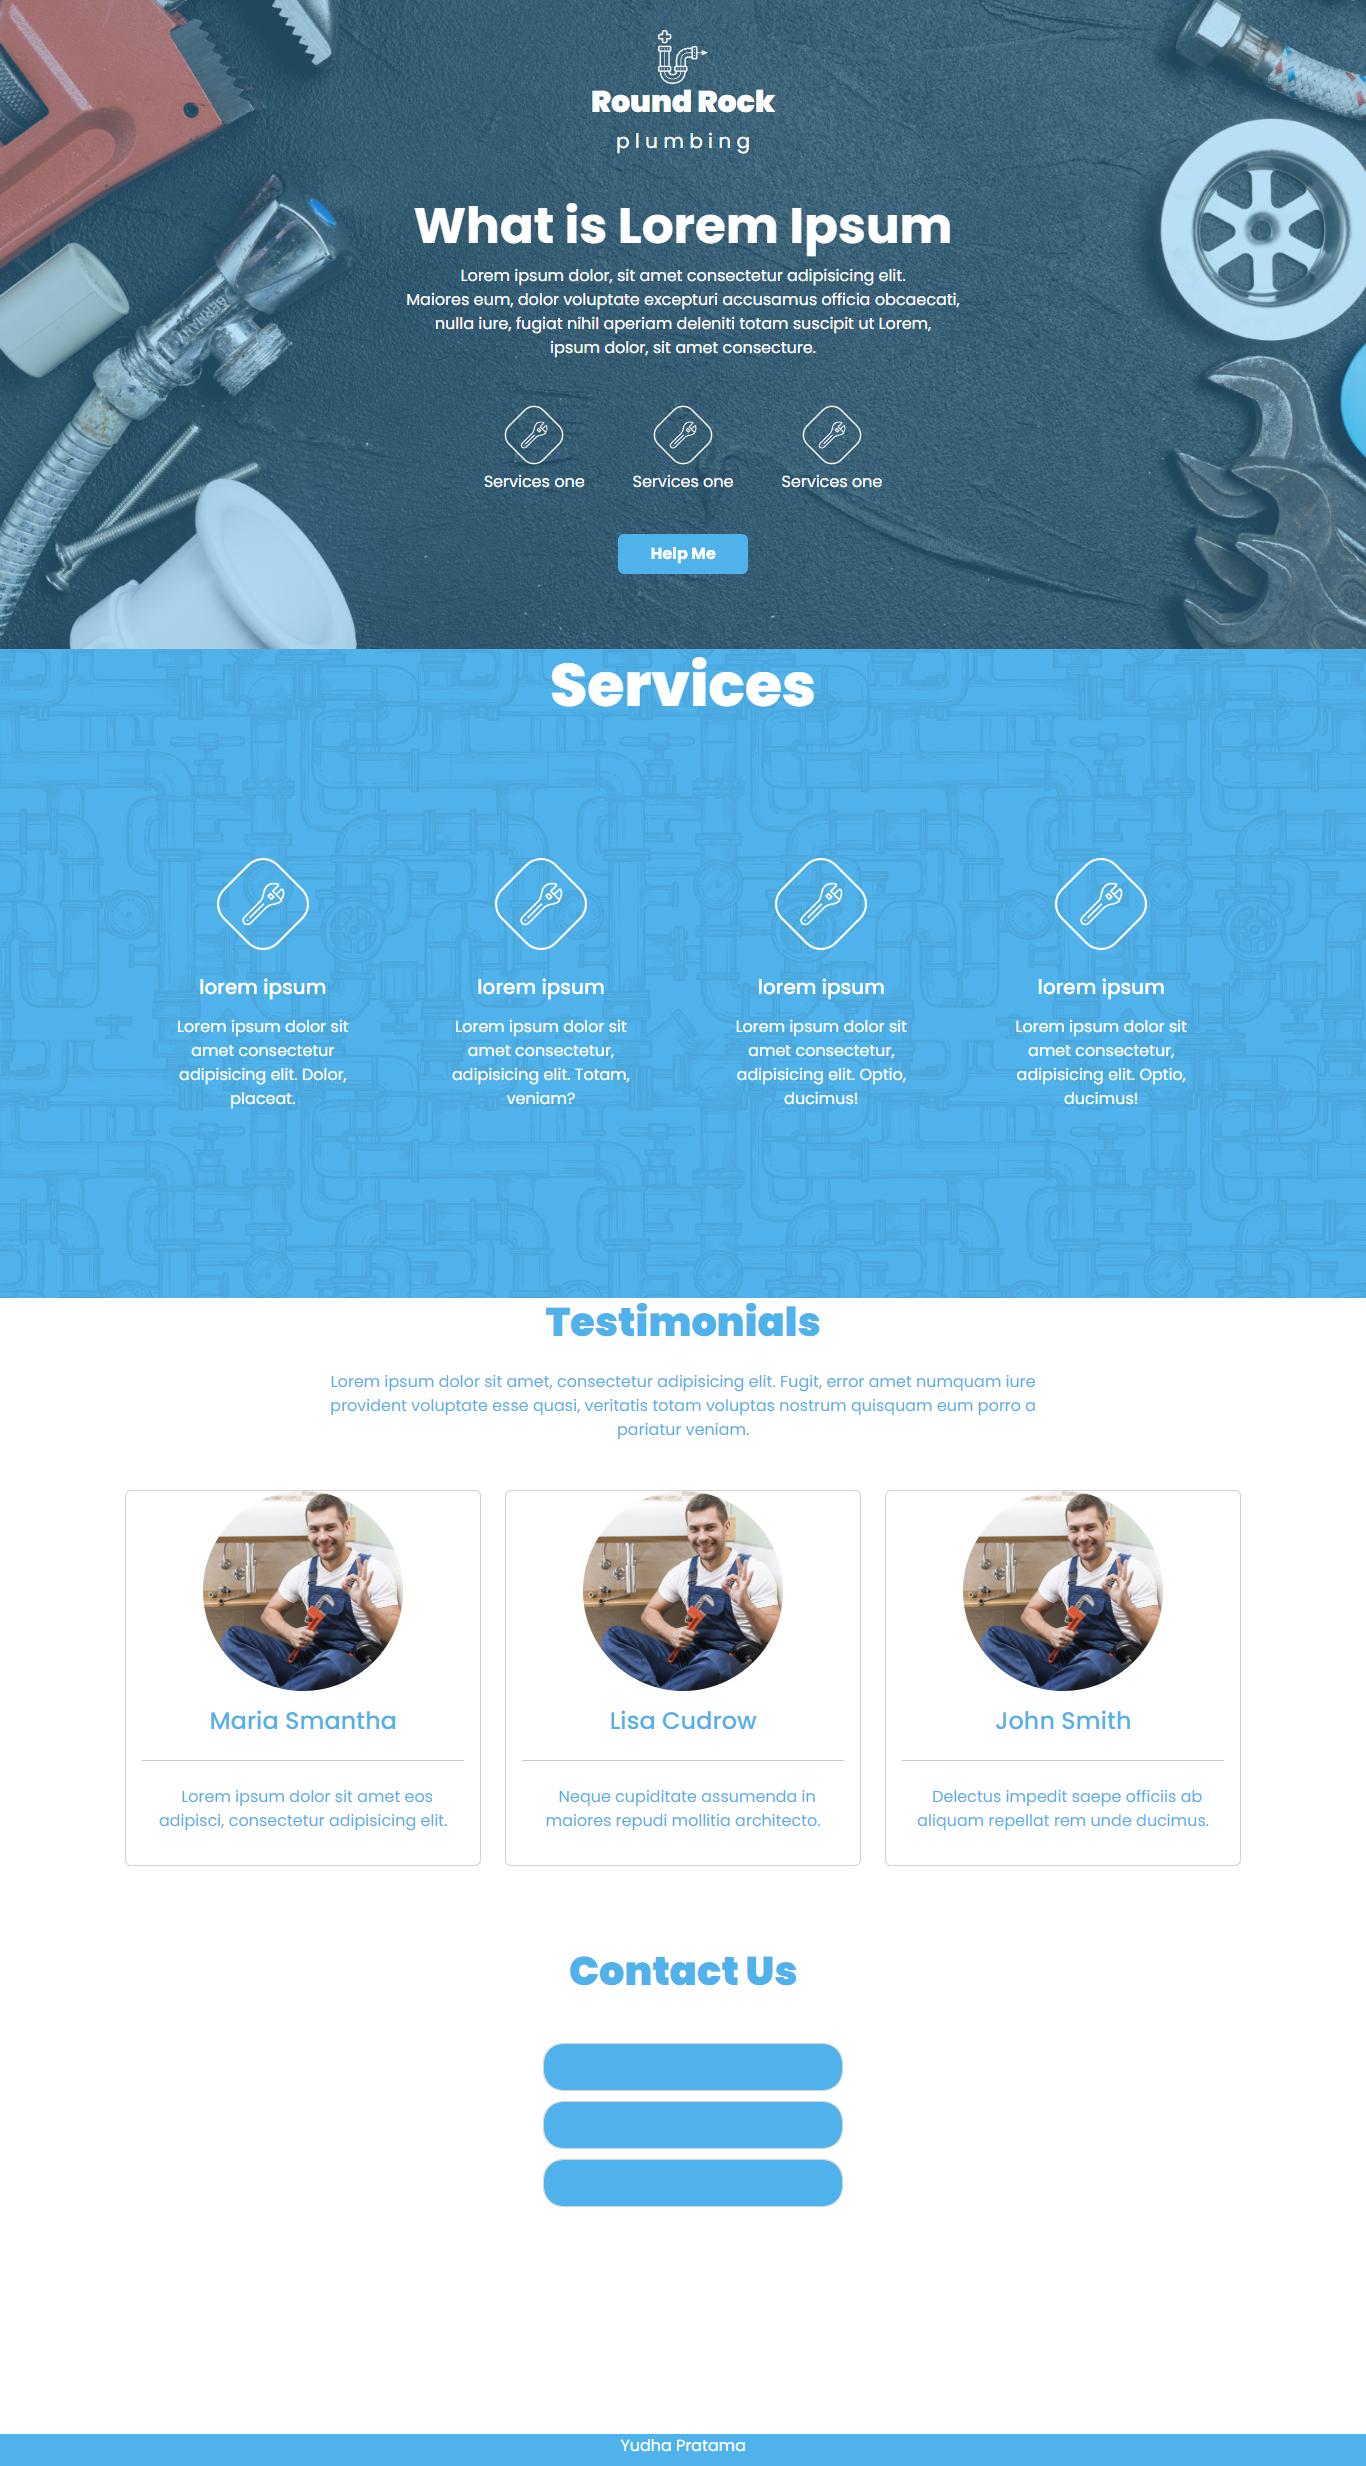 Round Rock
plumbing
What is Lorem Ipsum
Lorem ipsum dolor, sit amet consectetur adipisicing elit.
Maiores eum, dolor voluptate excepturi accusamus officia obcaecati,
nulla iure, fugiat nihil aperiam deleniti totam suscipit ut Lorem,
ipsum dolor, sit amet consecture.
Services one
Services one
Services one
Help Me
Services
lorem ipsum
Lorem ipsum dolor sit
amet consectetur
adipisicing elit. Dolor,
placeat.
lorem ipsum
Lorem ipsum dolor sit
amet consectetur,
adipisicing elit. Totam,
veniam?
lorem ipsum
Lorem ipsum dolor sit
amet consectetur,
adipisicing elit. Optio,
ducimus!
lorem ipsum
Lorem ipsum dolor sit
amet consectetur,
adipisicing elit. Optio,
ducimus!
Testimonials
Lorem ipsum dolor sit amet, consectetur adipisicing elit. Fugit, error amet numquam iure
provident voluptate esse quasi, veritatis totam voluptas nostrum quisquam eum porro a
pariatur veniam.
Maria Smantha
Lorem ipsum dolor sit amet eos
adipisci, consectetur adipisicing elit.
Lisa Cudrow
Neque cupiditate assumenda in
maiores repudi mollitia architecto.
John Smith
Delectus impedit saepe officiis ab
aliquam repellat rem unde ducimus.
Contact Us
Yudha Pratama